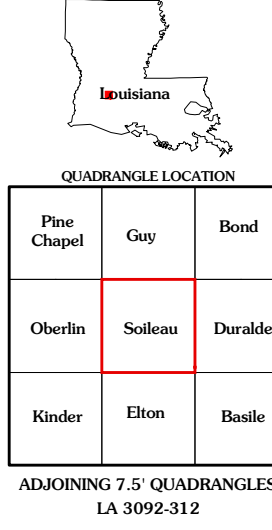 Louisiana
QUADRANGLE LOCATION
Pine
Chapel
Guy
Bond
Oberlin
Soileau
Duralde
Kinder
Elton
Basile
ADJOINING 7.5' QUADRANGLES
LA 3092-312